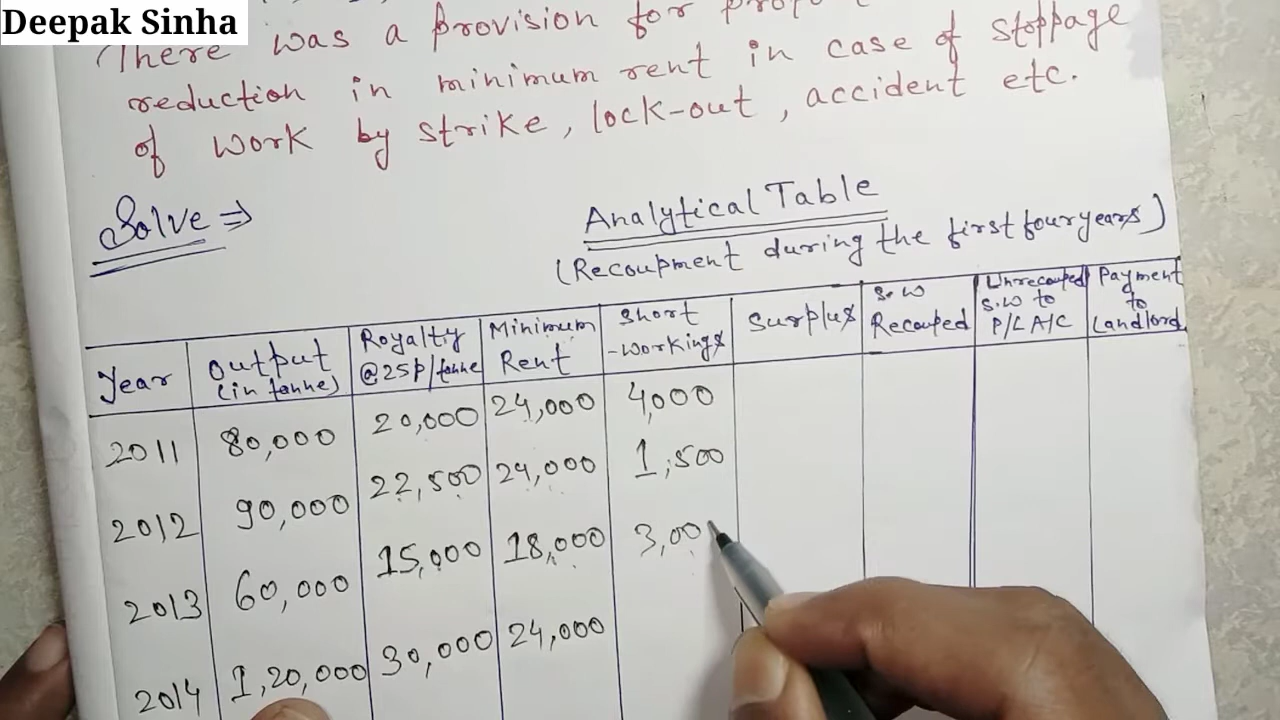 Deepak Sinha
There was a provision for
reduction in minimum rent in case of stoppage
of work by strike, lock-out, accident etc.
Solve ⇒
Analytical Table
(Recoupment during the first four years)
Year | Output (in tonne) | Royalty @25p/tonne | Minimum Rent | Short-workings | Surplus | S.W Recouped | Unrecouped S.W to P/L A/C | Payment to Landlord
2011 | 80,000 | 20,000 | 24,000 | 4,000
2012 | 90,000 | 22,500 | 24,000 | 1,500
2013 | 60,000 | 15,000 | 18,000 | 3,00
2014 | 1,20,000 | 30,000 | 24,000